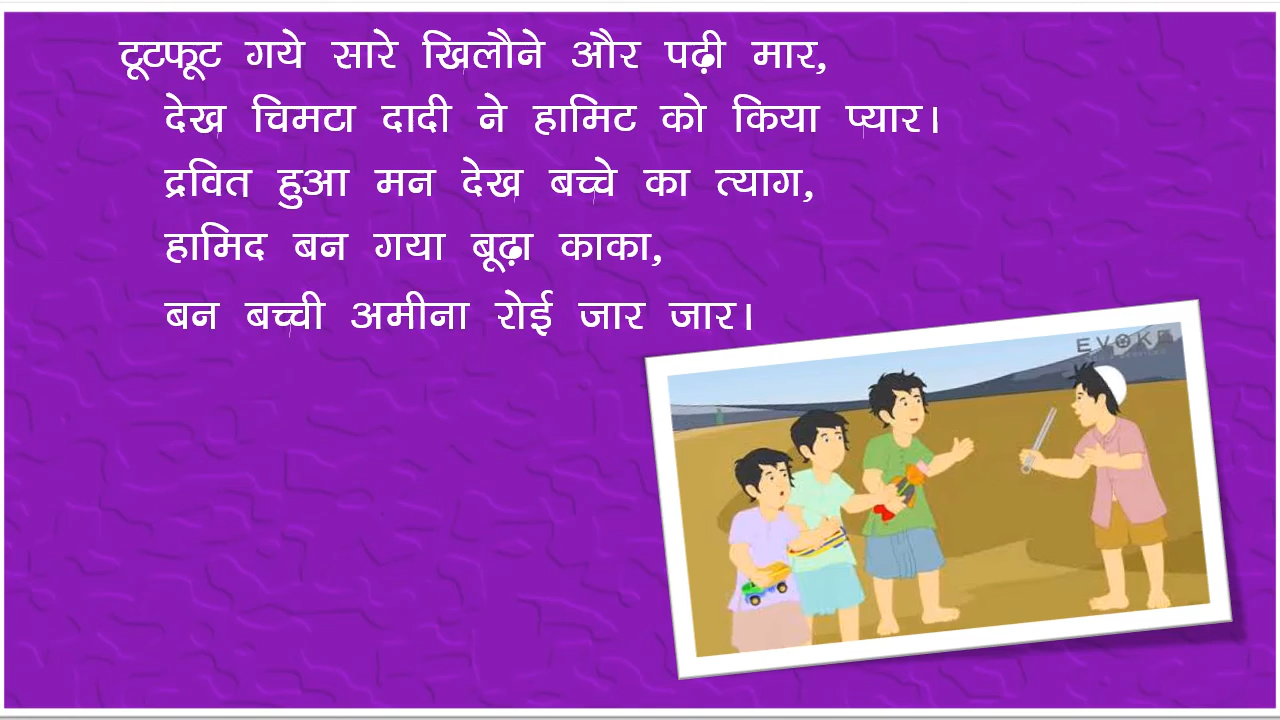 टूटफूट गये सारे खिलौने और पढ़ी मार,
देख चिमटा दादी ने हामिट को किया प्यार।
द्रवित हुआ मन देख बच्चे का त्याग,
हामिद बन गया बूढ़ा काका,
बन बच्ची अमीना रोई जार जार।
EVOKE